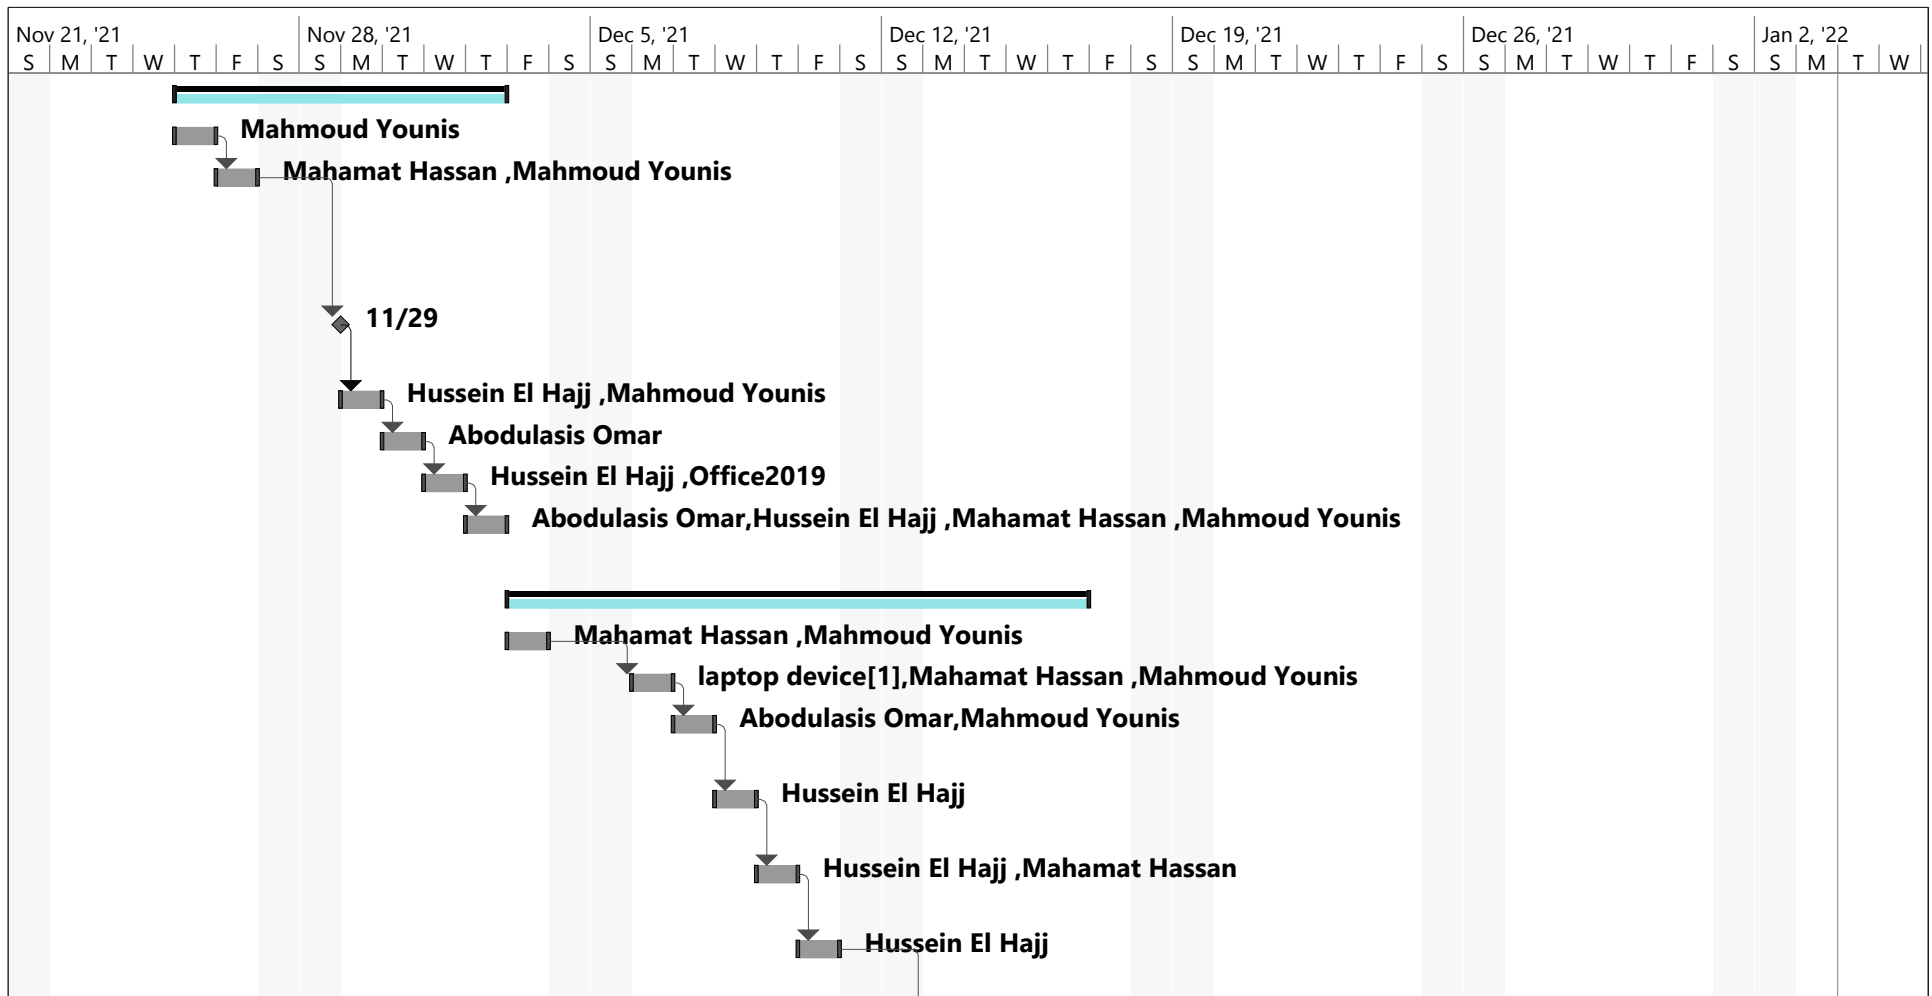 Nov 21, '21 Nov 28, '21 Dec 5, '21 Dec 12, '21 Dec 19, '21 Dec 26, '21 Jan 2, '22
S M T W T F S S M T W T F S S M T W T F S S M T W T F S S M T W T F S S M T W T F S S M T W
Mahmoud Younis
Mahamat Hassan ,Mahmoud Younis
11/29
Hussein El Hajj ,Mahmoud Younis
Abodulasis Omar
Hussein El Hajj ,Office2019
Abodulasis Omar,Hussein El Hajj ,Mahamat Hassan ,Mahmoud Younis
Mahamat Hassan ,Mahmoud Younis
laptop device[1],Mahamat Hassan ,Mahmoud Younis
Abodulasis Omar,Mahmoud Younis
Hussein El Hajj
Hussein El Hajj ,Mahamat Hassan
Hussein El Hajj